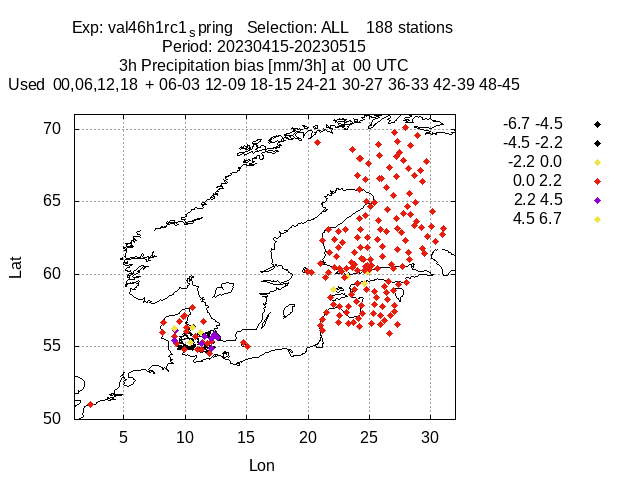 Exp: val46h1rc1spring   Selection: ALL    188 stations
Period: 20230415-20230515
3h Precipitation bias [mm/3h] at  00 UTC
Used  00,06,12,18  + 06-03 12-09 18-15 24-21 30-27 36-33 42-39 48-45
-6.7 -4.5
-4.5 -2.2
-2.2 0.0
0.0 2.2
2.2 4.5
4.5 6.7
70
65
60
55
50
Lat
5 10 15 20 25 30
Lon